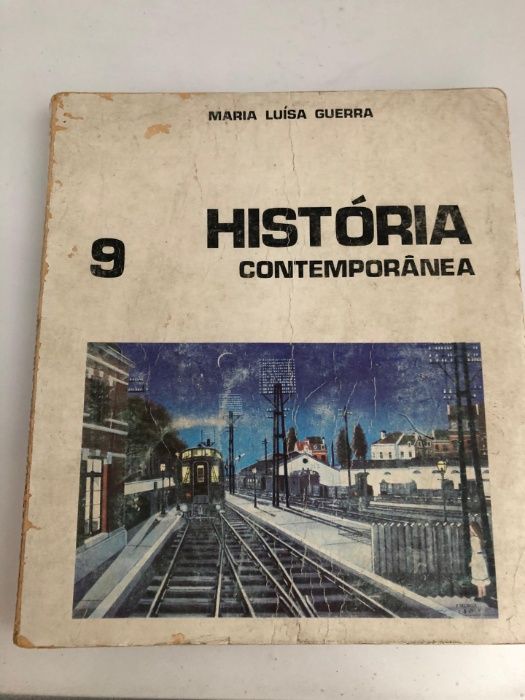 MARIA LUÍSA GUERRA
9
HISTÓRIA
CONTEMPORÂNEA